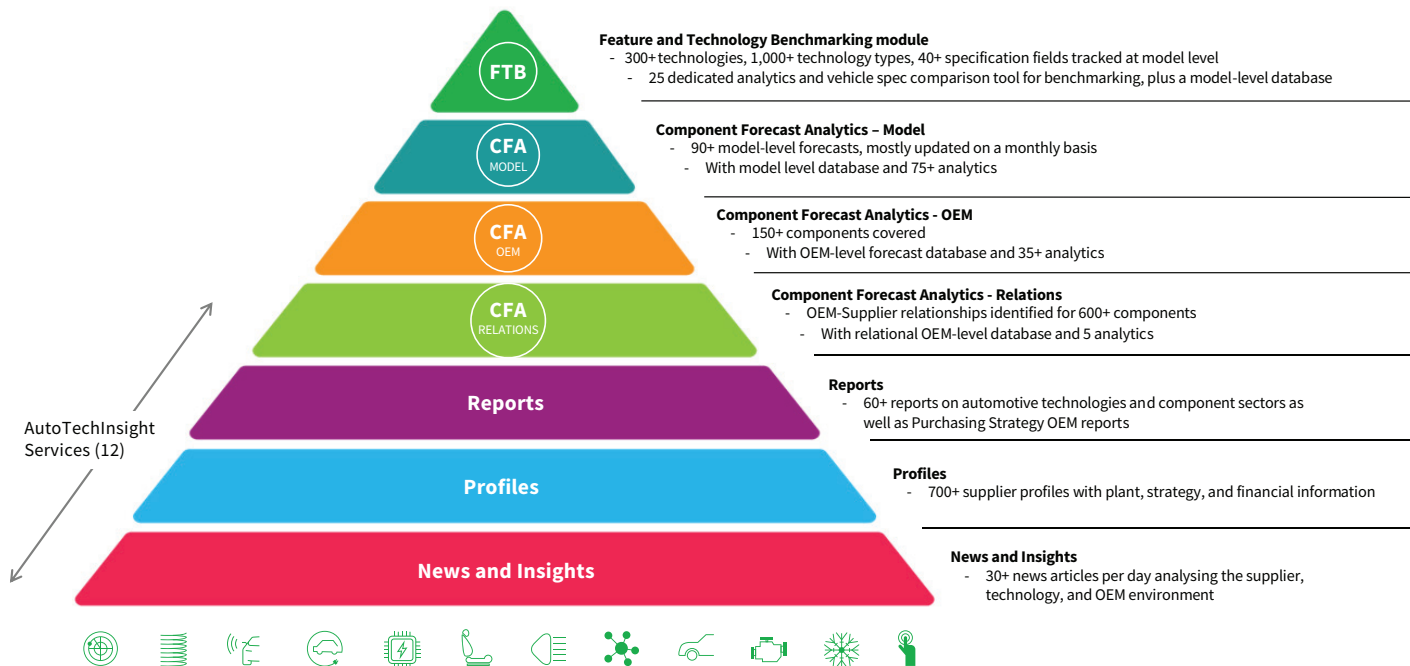 FTB
Feature and Technology Benchmarking module
- 300+ technologies, 1,000+ technology types, 40+ specification fields tracked at model level
- 25 dedicated analytics and vehicle spec comparison tool for benchmarking, plus a model-level database
CFA
MODEL
Component Forecast Analytics – Model
- 90+ model-level forecasts, mostly updated on a monthly basis
- With model level database and 75+ analytics
CFA
OEM
Component Forecast Analytics - OEM
- 150+ components covered
- With OEM-level forecast database and 35+ analytics
CFA
RELATIONS
Component Forecast Analytics - Relations
- OEM-Supplier relationships identified for 600+ components
- With relational OEM-level database and 5 analytics
Reports
Reports
- 60+ reports on automotive technologies and component sectors as
well as Purchasing Strategy OEM reports
AutoTechInsight
Services (12)
Profiles
Profiles
- 700+ supplier profiles with plant, strategy, and financial information
News and Insights
News and Insights
- 30+ news articles per day analysing the supplier,
technology, and OEM environment